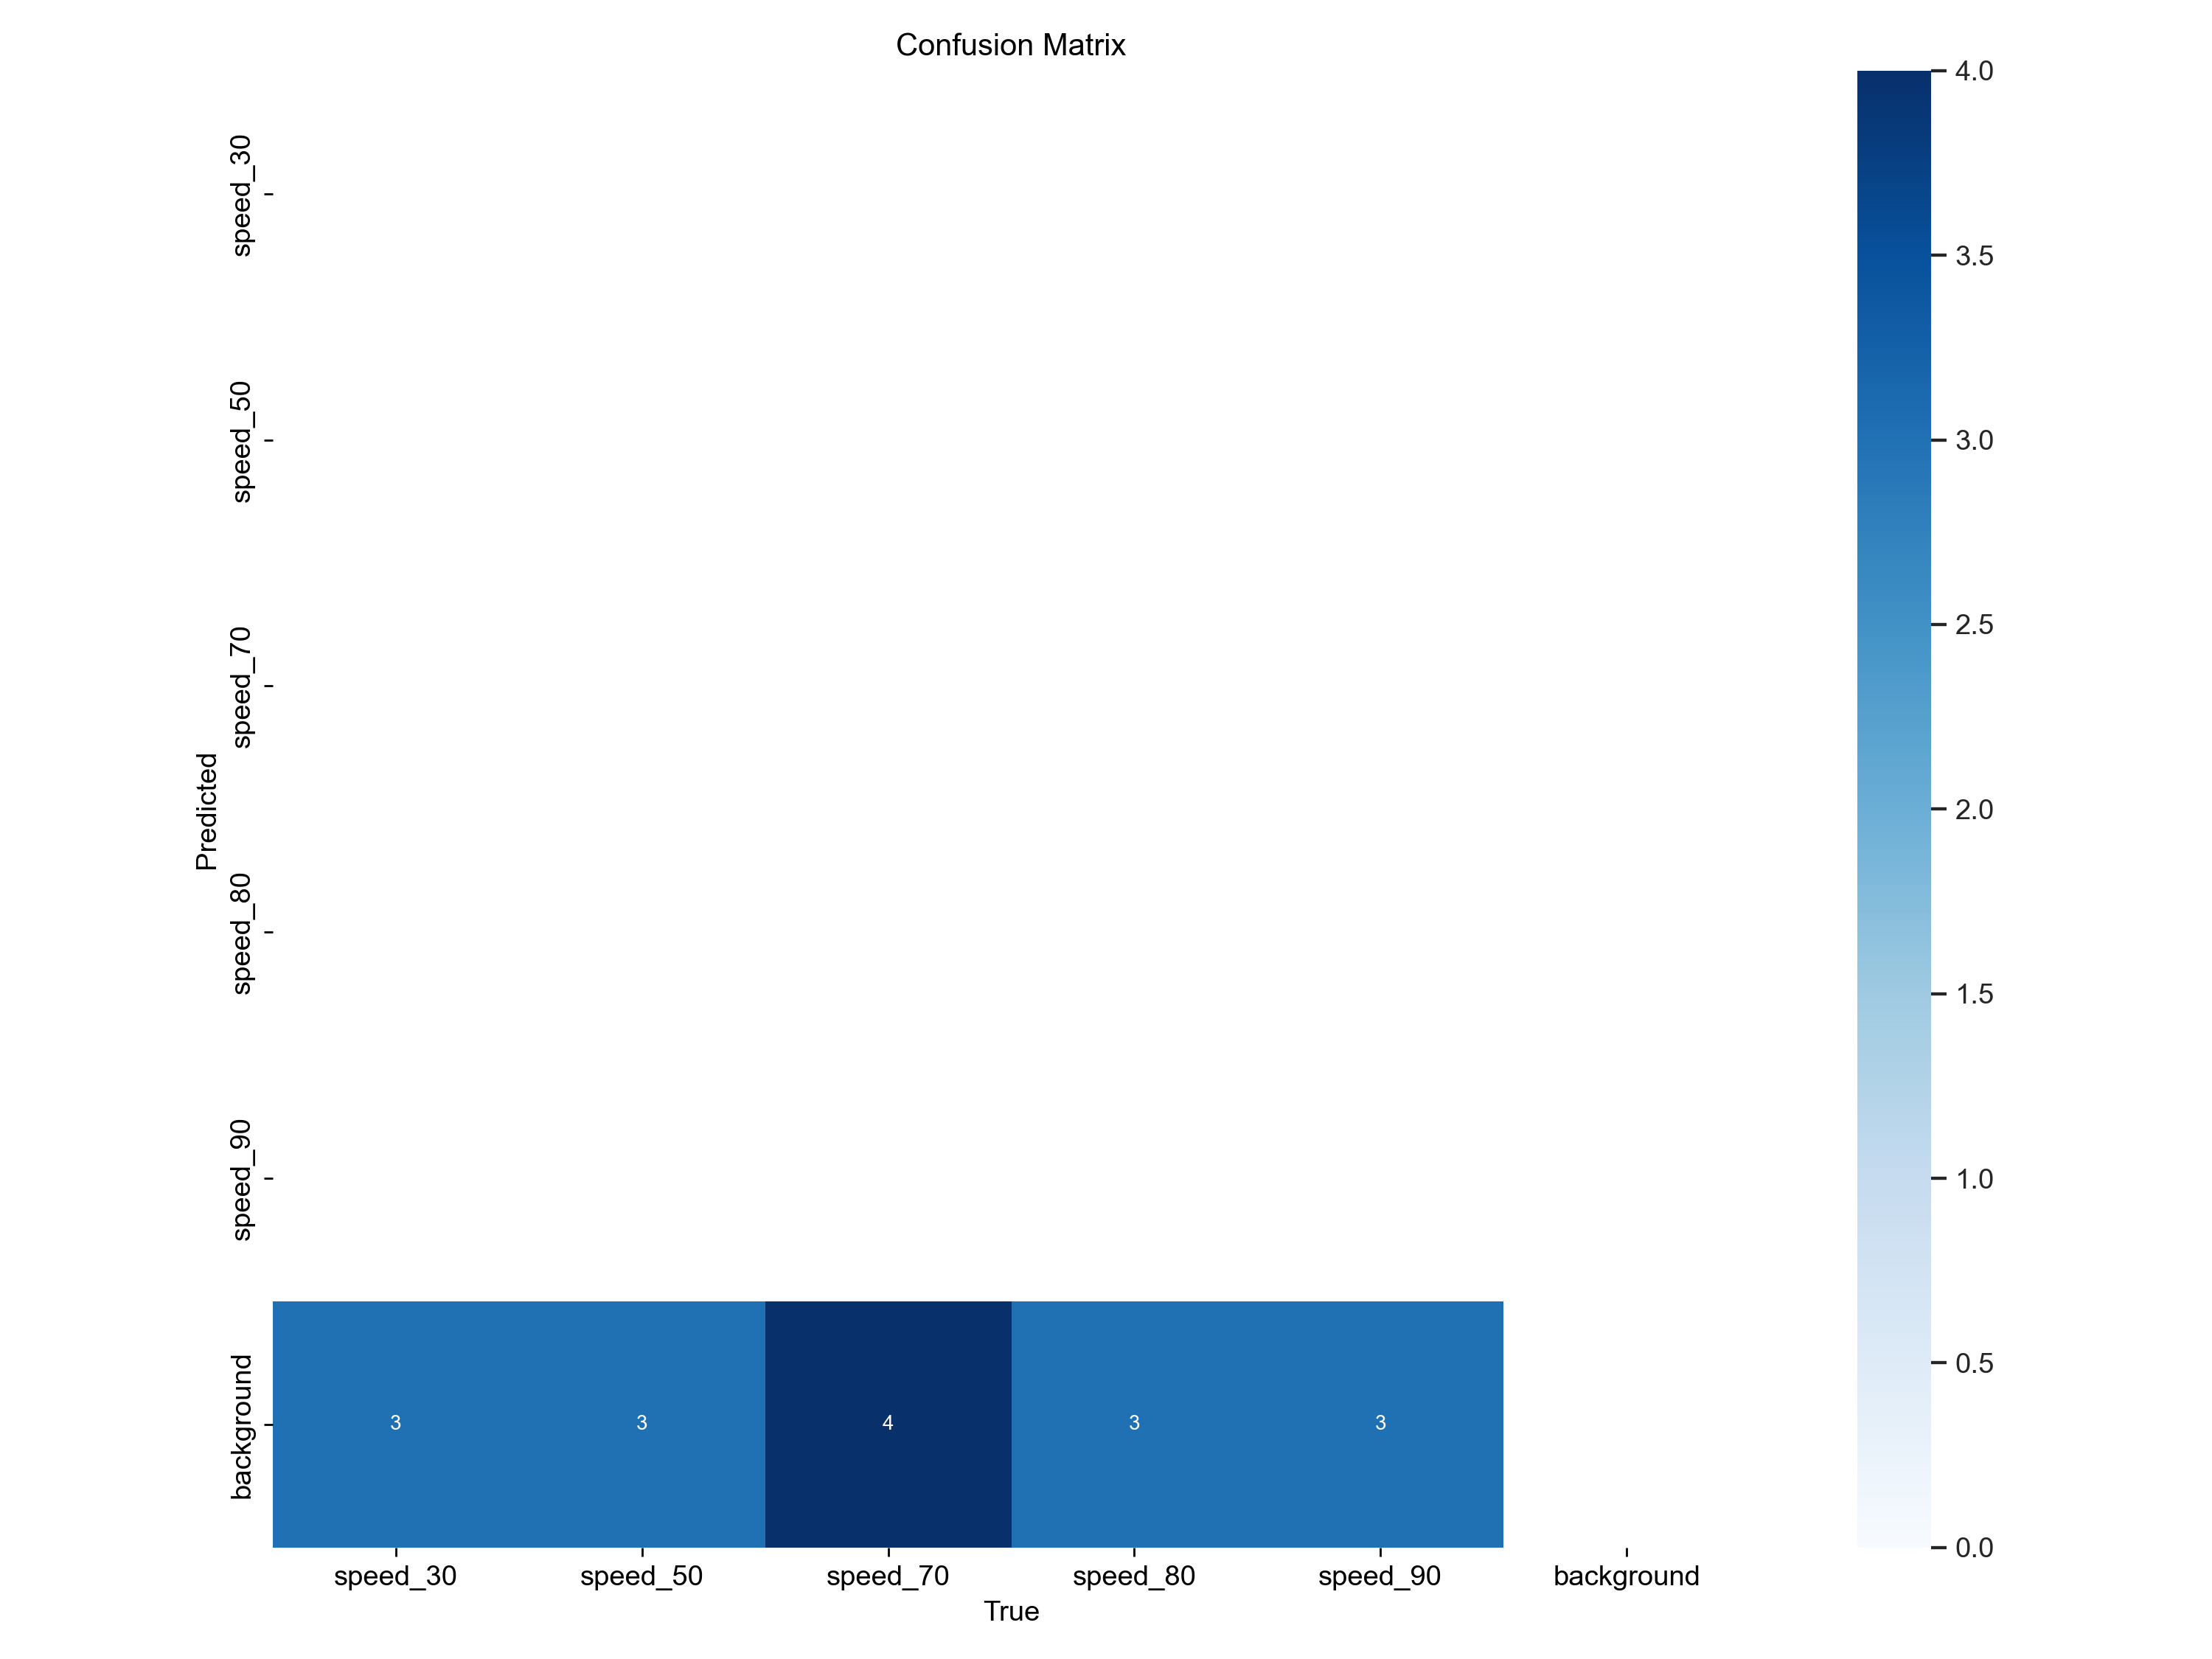 Confusion Matrix
speed_30
speed_50
speed_70
speed_80
speed_90
background
Predicted
3 3 4 3 3
speed_30 speed_50 speed_70 speed_80 speed_90 background
True
4.0
3.5
3.0
2.5
2.0
1.5
1.0
0.5
0.0